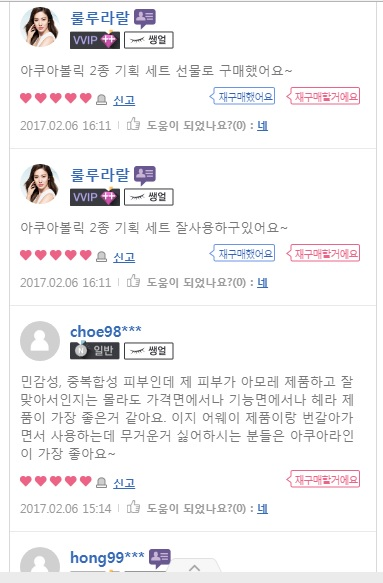 룰루라랄
VVIP 쌩얼
아쿠아볼릭 2종 기획 세트 선물로 구매했어요~
신고 재구매했어요 재구매할거에요
2017.02.06 16:11 도움이 되었나요?(0) : 네
룰루라랄
VVIP 쌩얼
아쿠아볼릭 2종 기획 세트 잘사용하구있어요~
신고 재구매했어요 재구매할거에요
2017.02.06 16:11 도움이 되었나요?(0) : 네
choe98***
일반 쌩얼
민감성, 중복합성 피부인데 제 피부가 아모레 제품하고 잘
맞아서인지는 몰라도 가격면에서나 기능면에서나 헤라 제
품이 가장 좋은거 같아요. 이지 어웨이 제품이랑 번갈아가
면서 사용하는데 무거운거 싫어하시는 분들은 아쿠아라인
이 가장 좋아요~
신고 재구매할거에요
2017.02.06 15:14 도움이 되었나요?(0) : 네
hong99***